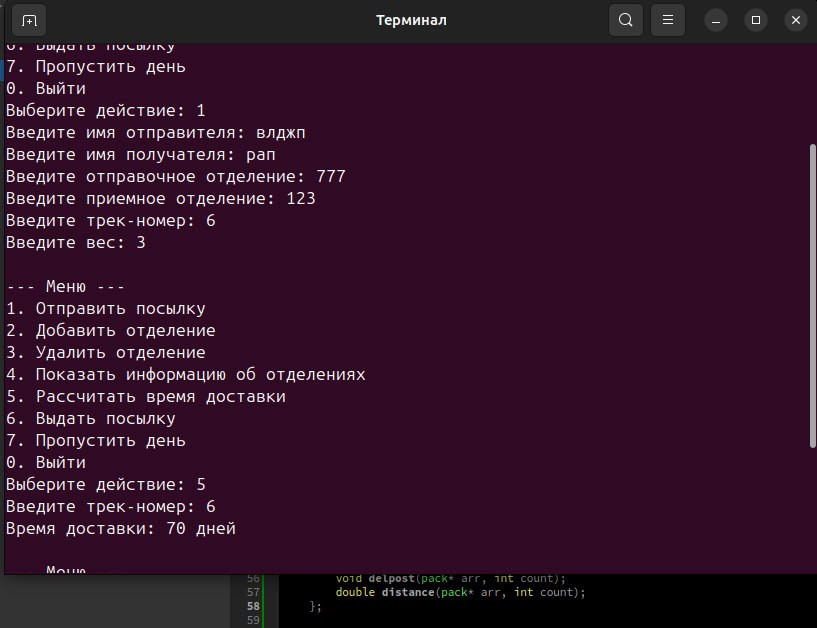 Терминал
6. Выдать посылку
7. Пропустить день
0. Выйти
Выберите действие: 1
Введите имя отправителя: влджп
Введите имя получателя: рап
Введите отправочное отделение: 777
Введите приемное отделение: 123
Введите трек-номер: 6
Введите вес: 3
--- Меню ---
1. Отправить посылку
2. Добавить отделение
3. Удалить отделение
4. Показать информацию об отделениях
5. Рассчитать время доставки
6. Выдать посылку
7. Пропустить день
0. Выйти
Выберите действие: 5
Введите трек-номер: 6
Время доставки: 70 дней
Меню
56 void delpost(pack* arr, int count);
57 double distance(pack* arr, int count);
58 };
59